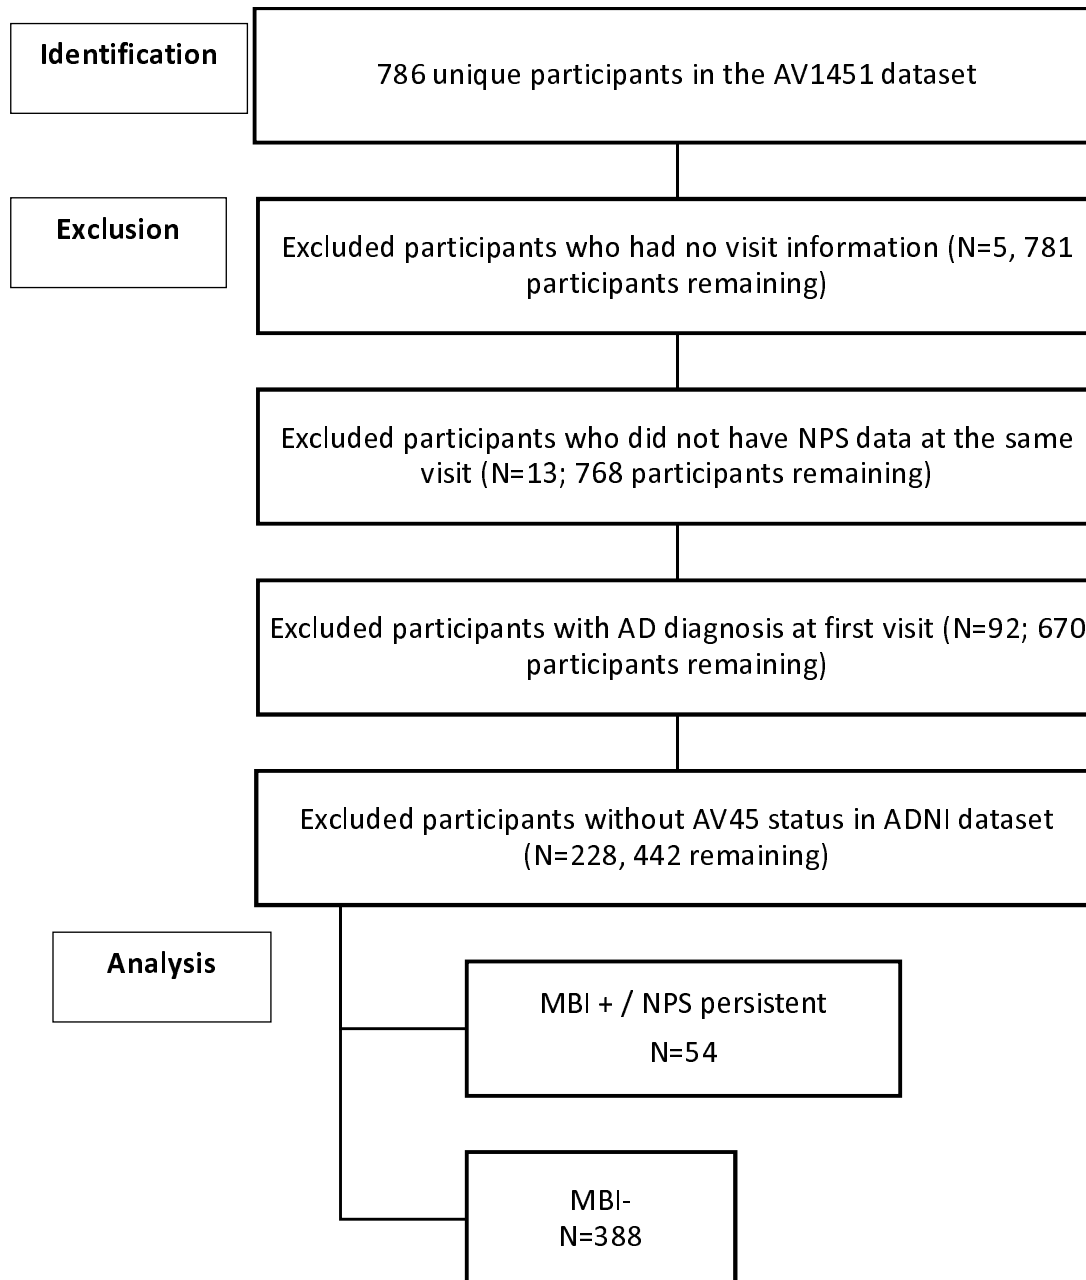 Identification
786 unique participants in the AV1451 dataset
Exclusion
Excluded participants who had no visit information (N=5, 781
participants remaining)
Excluded participants who did not have NPS data at the same
visit (N=13; 768 participants remaining)
Excluded participants with AD diagnosis at first visit (N=92; 670
participants remaining)
Excluded participants without AV45 status in ADNI dataset
(N=228, 442 remaining)
Analysis
MBI + / NPS persistent
N=54
MBI-
N=388